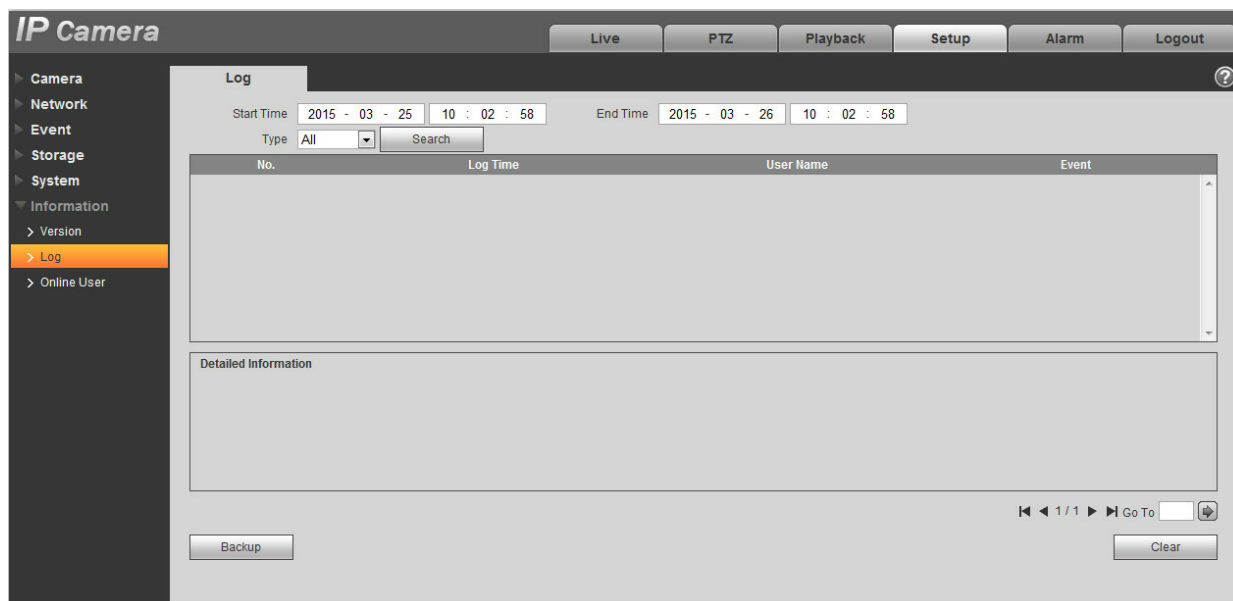 IP Camera
Live PTZ Playback Setup Alarm Logout
Camera
Network
Event
Storage
System
Information
Version
Log
Online User
Log
Start Time 2015 - 03 - 25 10 : 02 : 58 End Time 2015 - 03 - 26 10 : 02 : 58
Type All Search
No. Log Time User Name Event
Detailed Information
1 / 1 Go To
Backup Clear